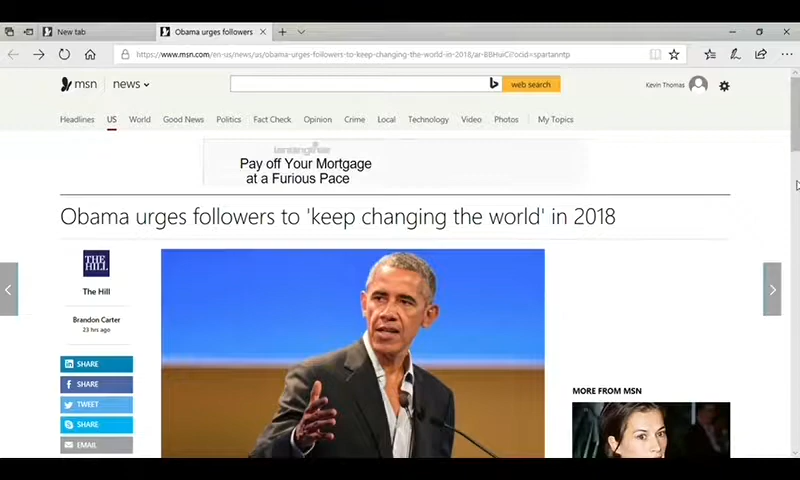 New tab
Obama urges followers
https://www.msn.com/en-us/news/us/obama-urges-followers-to-keep-changing-the-world-in-2018/ar-BBHuiCi?ocid=spartanntp
msn
news
web search
Kevin Thomas
Headlines
US
World
Good News
Politics
Fact Check
Opinion
Crime
Local
Technology
Video
Photos
My Topics
Pay off Your Mortgage
at a Furious Pace
Obama urges followers to 'keep changing the world' in 2018
THE
HILL
The Hill
Brandon Carter
23 hrs ago
SHARE
SHARE
TWEET
SHARE
EMAIL
MORE FROM MSN